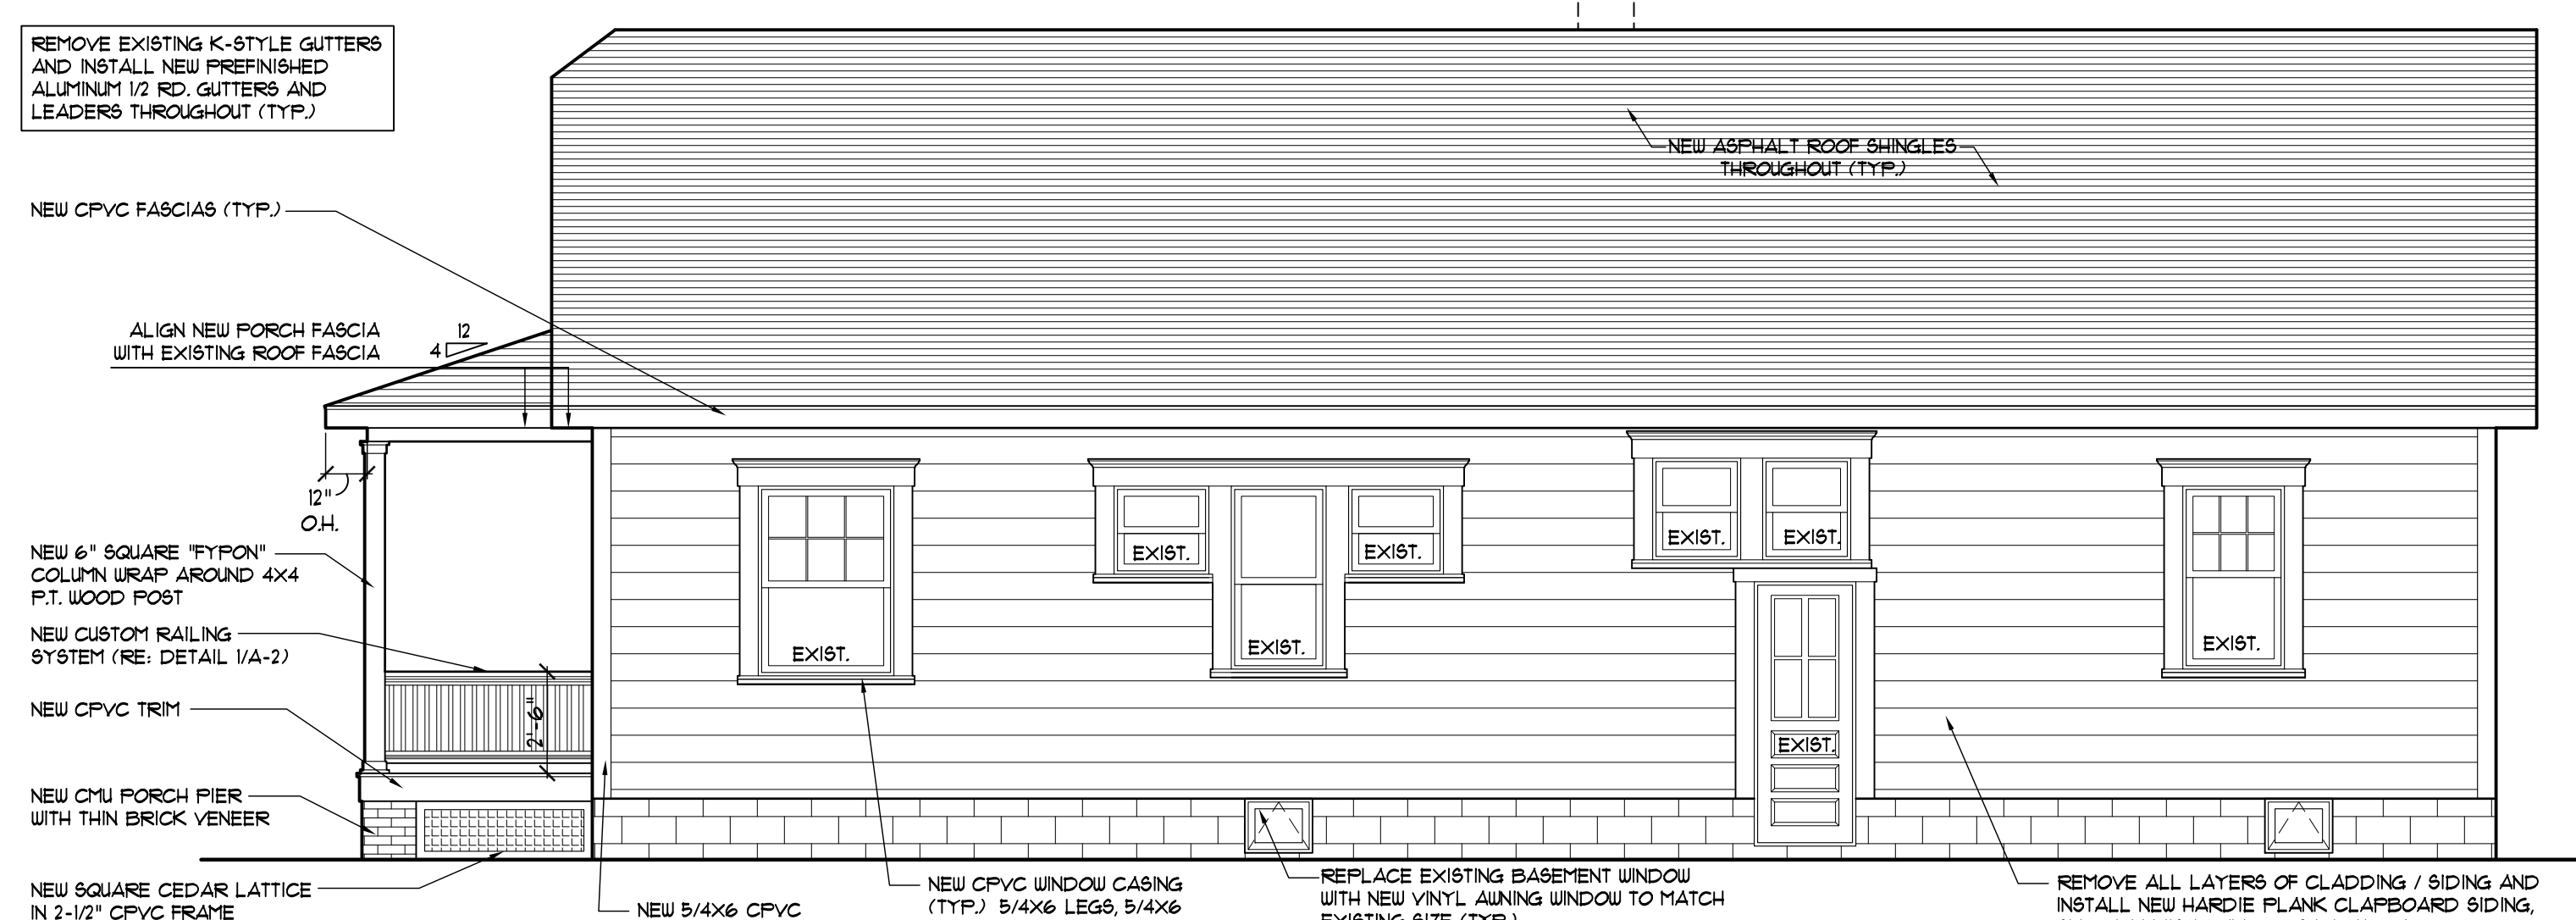 REMOVE EXISTING K-STYLE GUTTERS
AND INSTALL NEW PREFINISHED
ALUMINUM 1/2 RD. GUTTERS AND
LEADERS THROUGHOUT (TYP.)
NEW ASPHALT ROOF SHINGLES
THROUGHOUT (TYP.)
NEW CPVC FASCIAS (TYP.)
ALIGN NEW PORCH FASCIA
WITH EXISTING ROOF FASCIA
12
4
12"
O.H.
NEW 6" SQUARE "FYPON"
COLUMN WRAP AROUND 4X4
P.T. WOOD POST
NEW CUSTOM RAILING
SYSTEM (RE: DETAIL 1/A-2)
NEW CPVC TRIM
2'-6"
NEW CMU PORCH PIER
WITH THIN BRICK VENEER
NEW SQUARE CEDAR LATTICE
IN 2-1/2" CPVC FRAME
EXIST.
EXIST.
EXIST.
EXIST.
EXIST.
EXIST.
EXIST.
EXIST.
NEW 5/4X6 CPVC
NEW CPVC WINDOW CASING
(TYP.) 5/4X6 LEGS, 5/4X6
REPLACE EXISTING BASEMENT WINDOW
WITH NEW VINYL AWNING WINDOW TO MATCH
EXISTING SIZE (TYP.)
REMOVE ALL LAYERS OF CLADDING / SIDING AND
INSTALL NEW HARDIE PLANK CLAPBOARD SIDING,